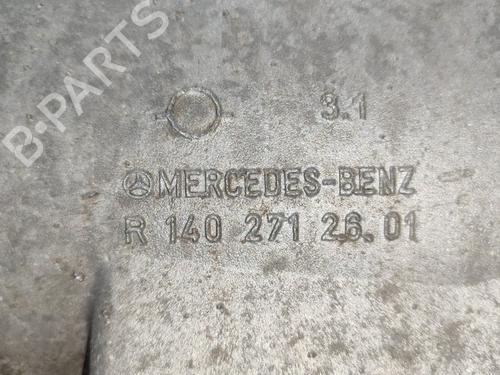 B-PARTS
3.1
MERCEDES-BENZ
R 140 271 26.01